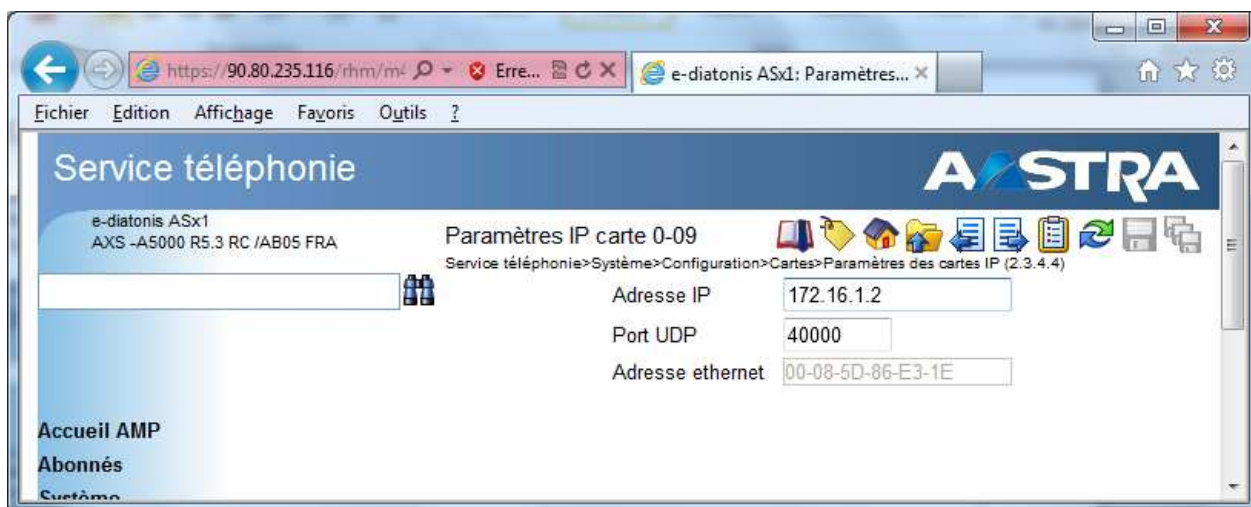 https://90.80.235.116/rhm/m4 Erre... e-diatonis ASx1: Paramètres...
Fichier Edition Affichage Favoris Outils ?
Service téléphonie AASTRA
e-diatonis ASx1
AXS -A5000 R5.3 RC /AB05 FRA
Paramètres IP carte 0-09
Service téléphonie>Système>Configuration>Cartes>Paramètres des cartes IP (2.3.4.4)
Adresse IP 172.16.1.2
Port UDP 40000
Adresse ethernet 00-08-5D-86-E3-1E
Accueil AMP
Abonnés
Système